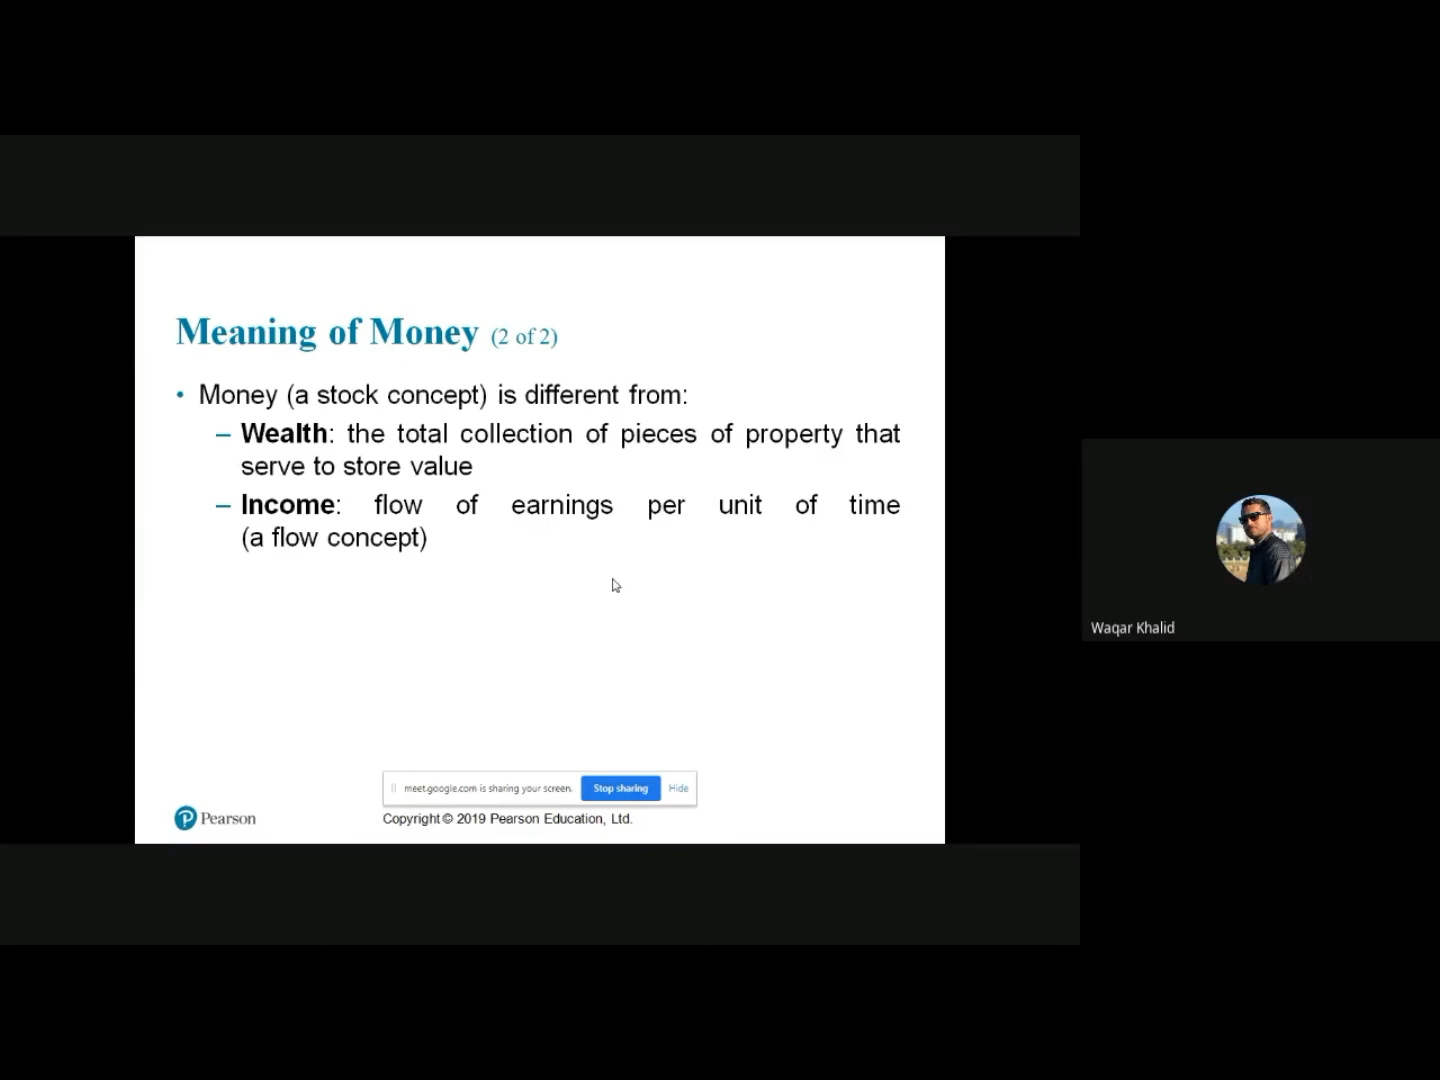 Meaning of Money (2 of 2)
• Money (a stock concept) is different from:
– Wealth: the total collection of pieces of property that
serve to store value
– Income: flow of earnings per unit of time
(a flow concept)
Waqar Khalid
meet.google.com is sharing your screen. Stop sharing Hide
Pearson
Copyright © 2019 Pearson Education, Ltd.